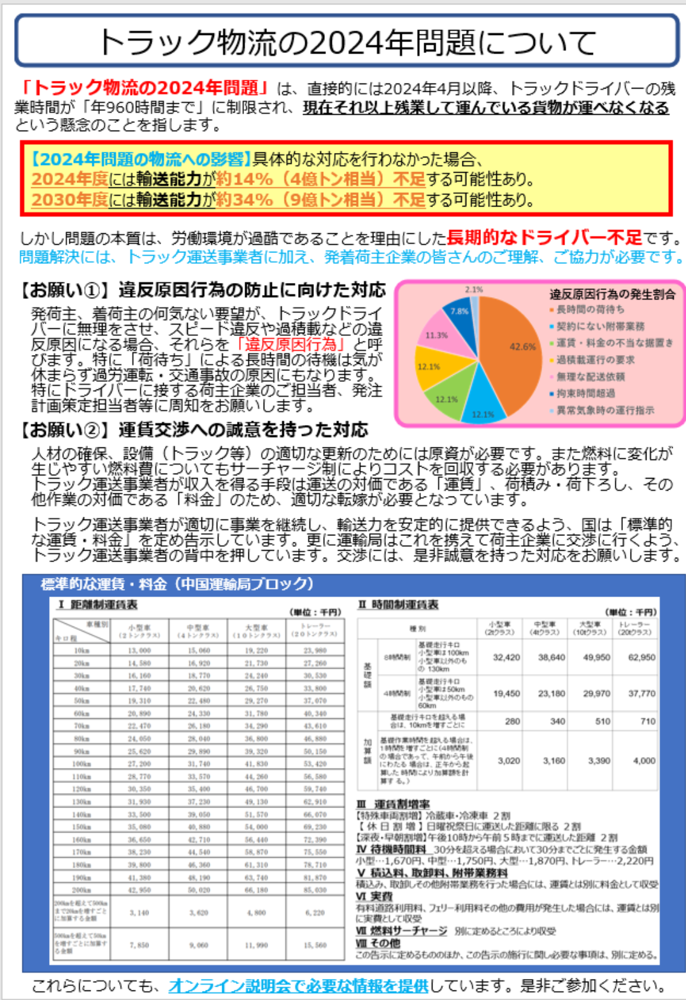 トラック物流の2024年問題について
「トラック物流の2024年問題」は、直接的には2024年4月以降、トラックドライバーの残
業時間が「年960時間まで」に制限され、現在それ以上残業して運んでいる貨物が運べなくなる
という懸念のことを指します。
【2024年問題の物流への影響】具体的な対応を行わなかった場合、
2024年度には輸送能力が約14%（4億トン相当）不足する可能性あり。
2030年度には輸送能力が約34%（9億トン相当）不足する可能性あり。
しかし問題の本質は、労働環境が過酷であることを理由にした長期的なドライバー不足です。
問題解決には、トラック運送事業者に加え、発着荷主企業の皆さんのご理解、ご協力が必要です。
【お願い①】違反原因行為の防止に向けた対応
発荷主、着荷主の何気ない要望が、トラックドライ
バーに無理をさせ、スピード違反や過積載などの違
反原因になる場合、それらを「違反原因行為」と呼
びます。特に「荷待ち」による長時間の待機は気が
休まらず過労運転・交通事故の原因にもなります。
特にドライバーに接する荷主企業のご担当者、発注
計画策定担当者等に周知をお願いします。
違反原因行為の発生割合
長時間の荷待ち
契約にない附帯業務
運賃・料金の不当な据置き
過積載運行の要求
無理な配送依頼
拘束時間超過
異常気象時の運行指示
42.6%
12.1%
12.1%
12.1%
11.3%
7.8%
2.1%
【お願い②】運賃交渉への誠意を持った対応
人材の確保、設備（トラック等）の適切な更新のためには原資が必要です。また燃料に変化が
生じやすい燃料費についてもサーチャージ制によりコストを回収する必要があります。
トラック運送事業者が収入を得る手段は運送の対価である「運賃」、荷積み・荷下ろし、その
他作業の対価である「料金」のため、適切な転嫁が必要となっています。
トラック運送事業者が適切に事業を継続し、輸送力を安定的に提供できるよう、国は「標準的
な運賃・料金」を定め告示しています。更に運輸局はこれを携えて荷主企業に交渉に行くよう、
トラック運送事業者の背中を押しています。交渉には、是非誠意を持った対応をお願いします。
標準的な運賃・料金（中国運輸局ブロック）
Ⅰ 距離制運賃表
（単位：千円）
車種別 キロ程 小型車（２トンクラス） 中型車（４トンクラス） 大型車（１０トンクラス） トレーラー（２０トンクラス）
10km 13,000 15,060 19,220 23,980
20km 14,580 16,920 21,730 27,260
30km 16,160 18,770 24,240 30,530
40km 17,740 20,620 26,750 33,800
50km 19,310 22,480 29,270 37,070
60km 20,890 24,330 31,780 40,340
70km 22,470 26,180 34,290 43,610
80km 24,050 28,040 36,800 46,880
90km 25,620 29,890 39,320 50,150
100km 27,200 31,740 41,830 53,420
110km 28,770 33,570 44,260 56,580
120km 30,350 35,400 46,700 59,740
130km 31,930 37,230 49,130 62,910
140km 33,500 39,050 51,570 66,070
150km 35,080 40,880 54,000 69,230
160km 36,650 42,710 56,440 72,390
170km 38,230 44,540 58,870 75,550
180km 39,800 46,360 61,310 78,710
190km 41,380 48,190 63,740 81,870
200km 42,950 50,020 66,180 85,030
200kmを超えて500kmまで20kmを増すごとに加算する金額 3,140 3,620 4,800 6,220
500kmを超えて50kmを増すごとに加算する金額 7,850 9,060 11,990 15,560
Ⅱ 時間制運賃表
（単位：千円）
種別 小型車（2tクラス） 中型車（4tクラス） 大型車（10tクラス） トレーラー（20tクラス）
基礎額 8時間制 基礎走行キロ 小型車は100km 小型車以外のもの 130km 32,420 38,640 49,950 62,950
4時間制 基礎走行キロ 小型車は50km 小型車以外のもの 60km 19,450 23,180 29,970 37,770
加算額 基礎走行キロを超える場合は、10kmを増すごとに 280 340 510 710
基礎作業時間を超える場合は、1時間を増すごとに（4時間制の場合であって、午前から午後にわたる 場合は、正午から起算した 時間により加算額を計算する。） 3,020 3,160 3,390 4,000
Ⅲ 運賃割増率
【特殊車両割増】冷蔵車・冷凍車 ２割
【 休 日 割 増 】日曜祝祭日に運送した距離に限る ２割
【深夜・早朝割増】午後10時から午前５時までに運送した距離 ２割
Ⅳ 待機時間料 30分を超える場合において30分までごとに発生する金額
小型…1,670円、中型…1,750円、大型…1,870円、トレーラー…2,220円
Ⅴ 積込料、取卸料、附帯業務料
積込み、取卸しその他附帯業務を行った場合には、運賃とは別に料金として収受
Ⅵ 実費
有料道路利用料、フェリー利用料その他の費用が発生した場合には、運賃とは別
に実費として収受
Ⅶ 燃料サーチャージ 別に定めるところにより収受
Ⅷ その他
この告示に定めるもののほか、この告示の施行に関し必要な事項は、別に定める。
これらについても、オンライン説明会で必要な情報を提供しています。是非ご参加ください。